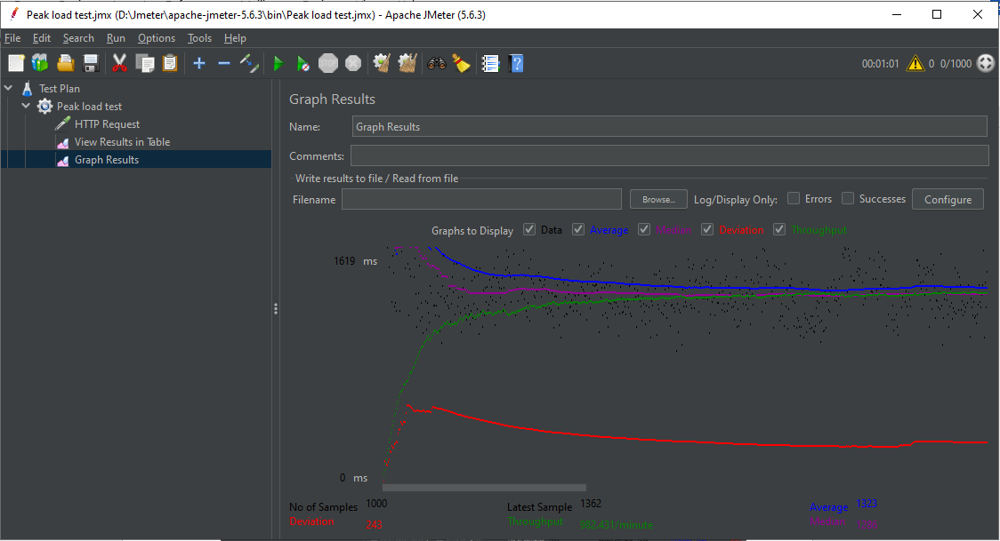 Peak load test.jmx (D:\Jmeter\apache-jmeter-5.6.3\bin\Peak load test.jmx) - Apache JMeter (5.6.3)
File Edit Search Run Options Tools Help
STOP
00:01:01 0 0/1000
Test Plan
Peak load test
HTTP Request
View Results in Table
Graph Results
Graph Results
Name: Graph Results
Comments:
Write results to file / Read from file
Filename Browse... Log/Display Only: Errors Successes Configure
Graphs to Display Data Average Median Deviation Throughput
1619 ms
0 ms
No of Samples 1000 Latest Sample 1362 Average 1323
Deviation 243 Throughput 982.431/minute Median